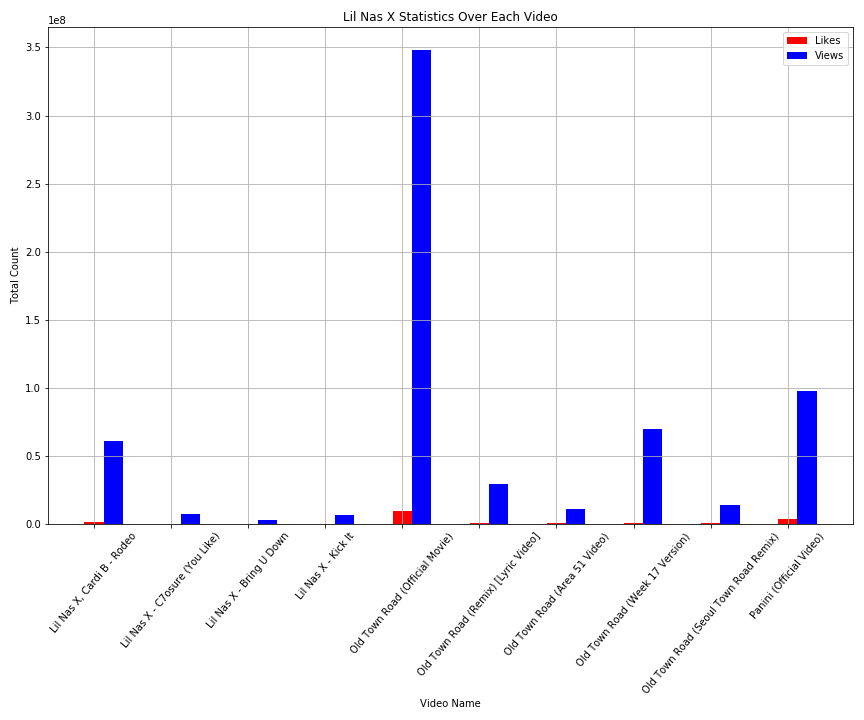 Lil Nas X Statistics Over Each Video
1e8
Likes
Views
3.5
3.0
2.5
2.0
1.5
1.0
0.5
0.0
Total Count
Lil Nas X, Cardi B - Rodeo
Lil Nas X - C7osure (You Like)
Lil Nas X - Bring U Down
Lil Nas X - Kick It
Old Town Road (Official Movie)
Old Town Road (Remix) [Lyric Video]
Old Town Road (Area 51 Video)
Old Town Road (Week 17 Version)
Old Town Road (Seoul Town Road Remix)
Panini (Official Video)
Video Name